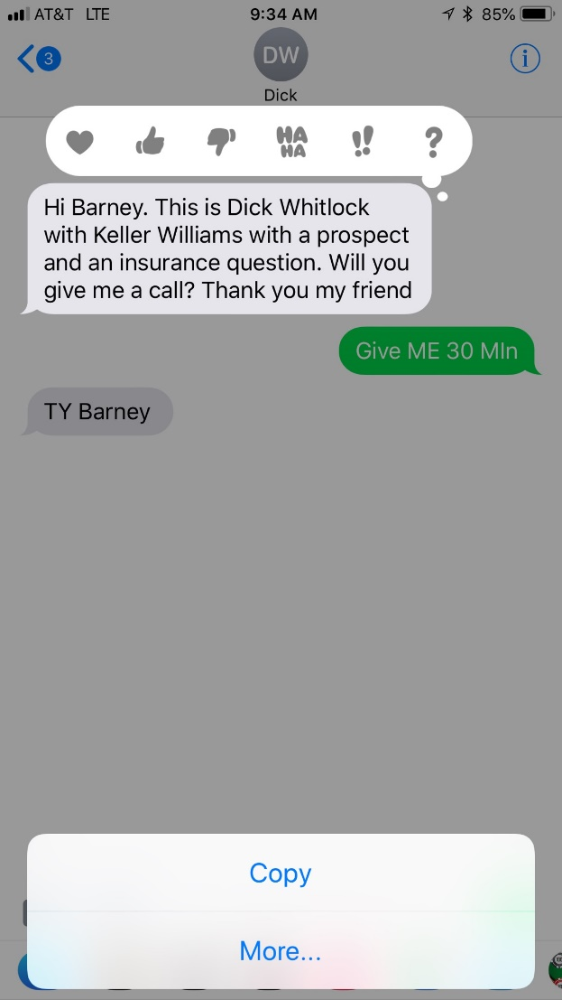 AT&T LTE 9:34 AM 85%
3
DW
Dick
HA
HA
!! ?
Hi Barney. This is Dick Whitlock
with Keller Williams with a prospect
and an insurance question. Will you
give me a call? Thank you my friend
Give ME 30 MIn
TY Barney
Copy
More...